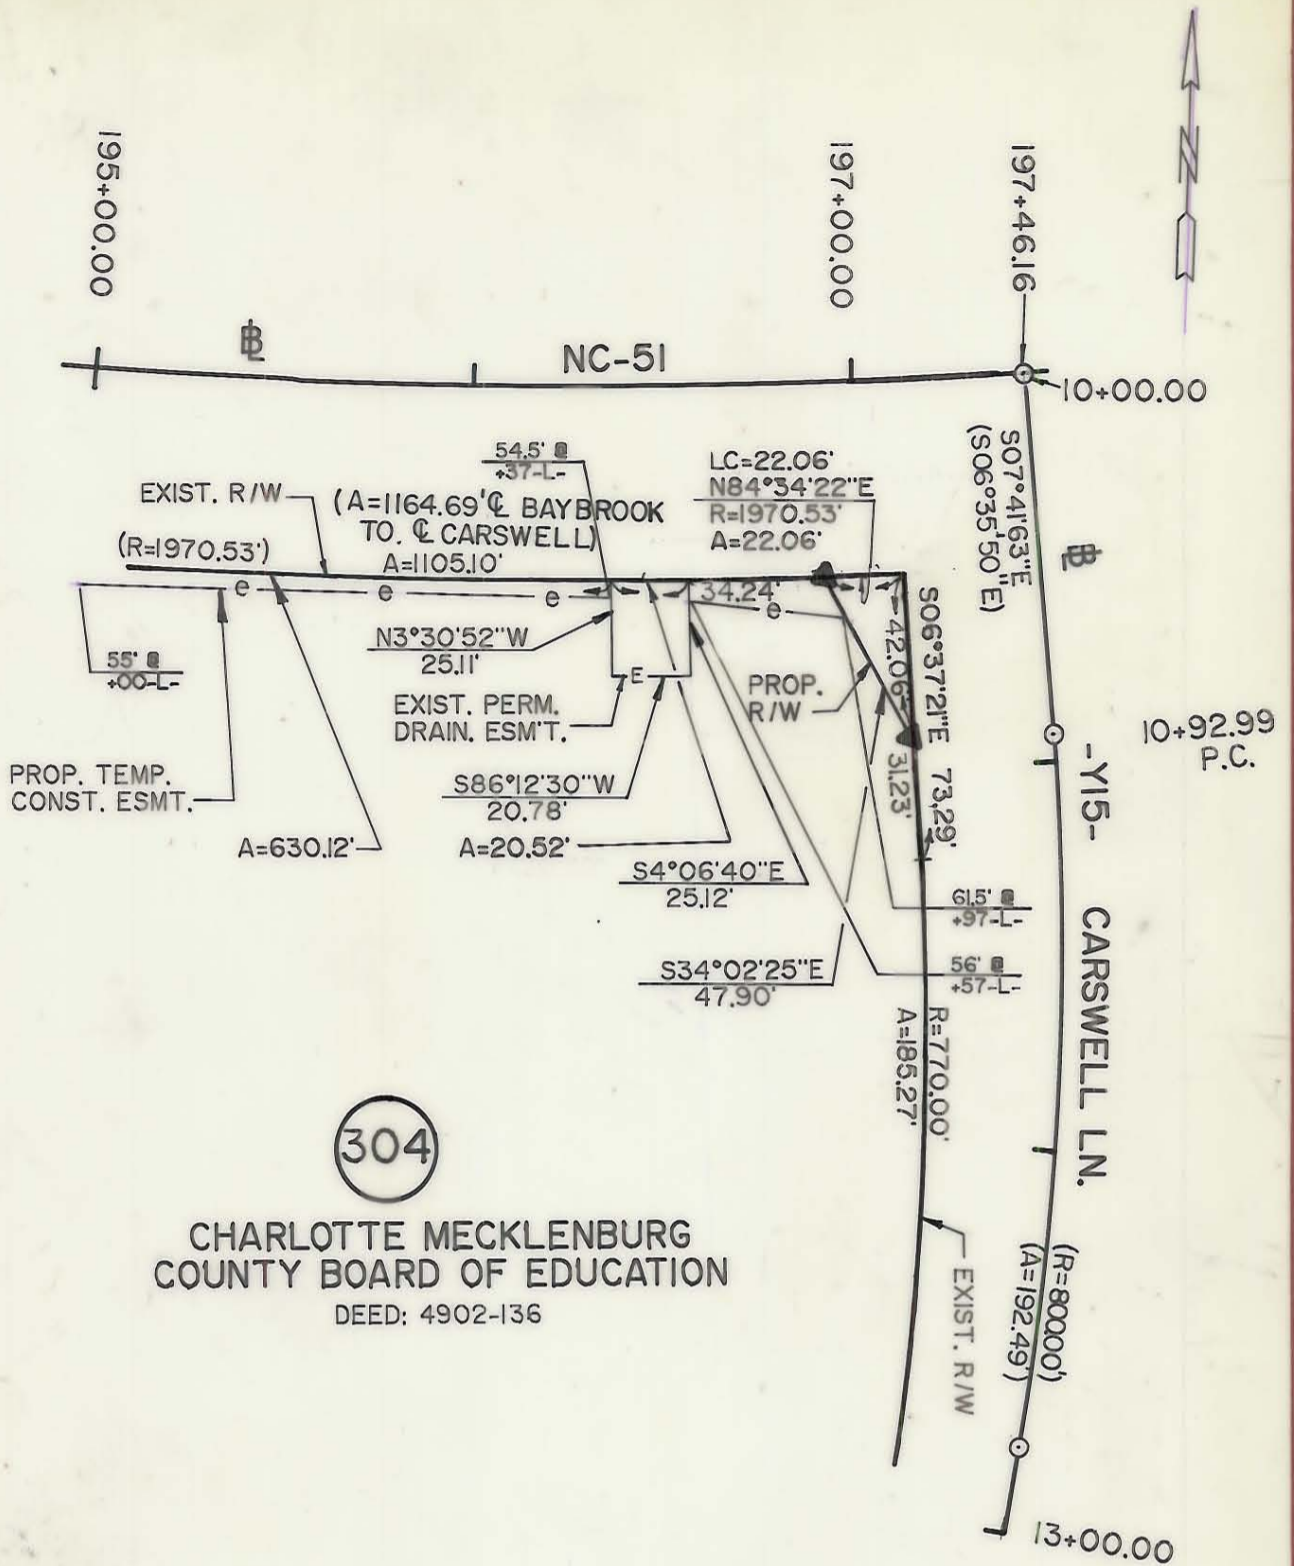 N
195+00.00
197+00.00
197+46.16
BL
NC-51
10+00.00
54.5' @
+37-L-
LC=22.06'
N84°34'22"E
R=1970.53'
A=22.06'
S07°41'63"E
(S06°35'50"E)
EXIST. R/W
(A=1164.69' CL BAYBROOK
TO. CL CARSWELL)
(R=1970.53')
A=1105.10'
BL
e
e
e
34.24'
e
N3°30'52"W
25.11'
55' @
+00-L-
E
S06°37'21"E 73.29'
42.06'
31.23'
PROP.
R/W
EXIST. PERM.
DRAIN. ESM'T.
10+92.99
P.C.
PROP. TEMP.
CONST. ESMT.
S86°12'30"W
20.78'
A=630.12'
A=20.52'
S4°06'40"E
25.12'
61.5' @
+97-L-
S34°02'25"E
47.90'
56' @
+57-L-
-Y15- CARSWELL LN.
R=770.00'
A=185.27'
304
CHARLOTTE MECKLENBURG
COUNTY BOARD OF EDUCATION
DEED: 4902-136
(R=800.00')
(A=192.49')
EXIST. R/W
13+00.00